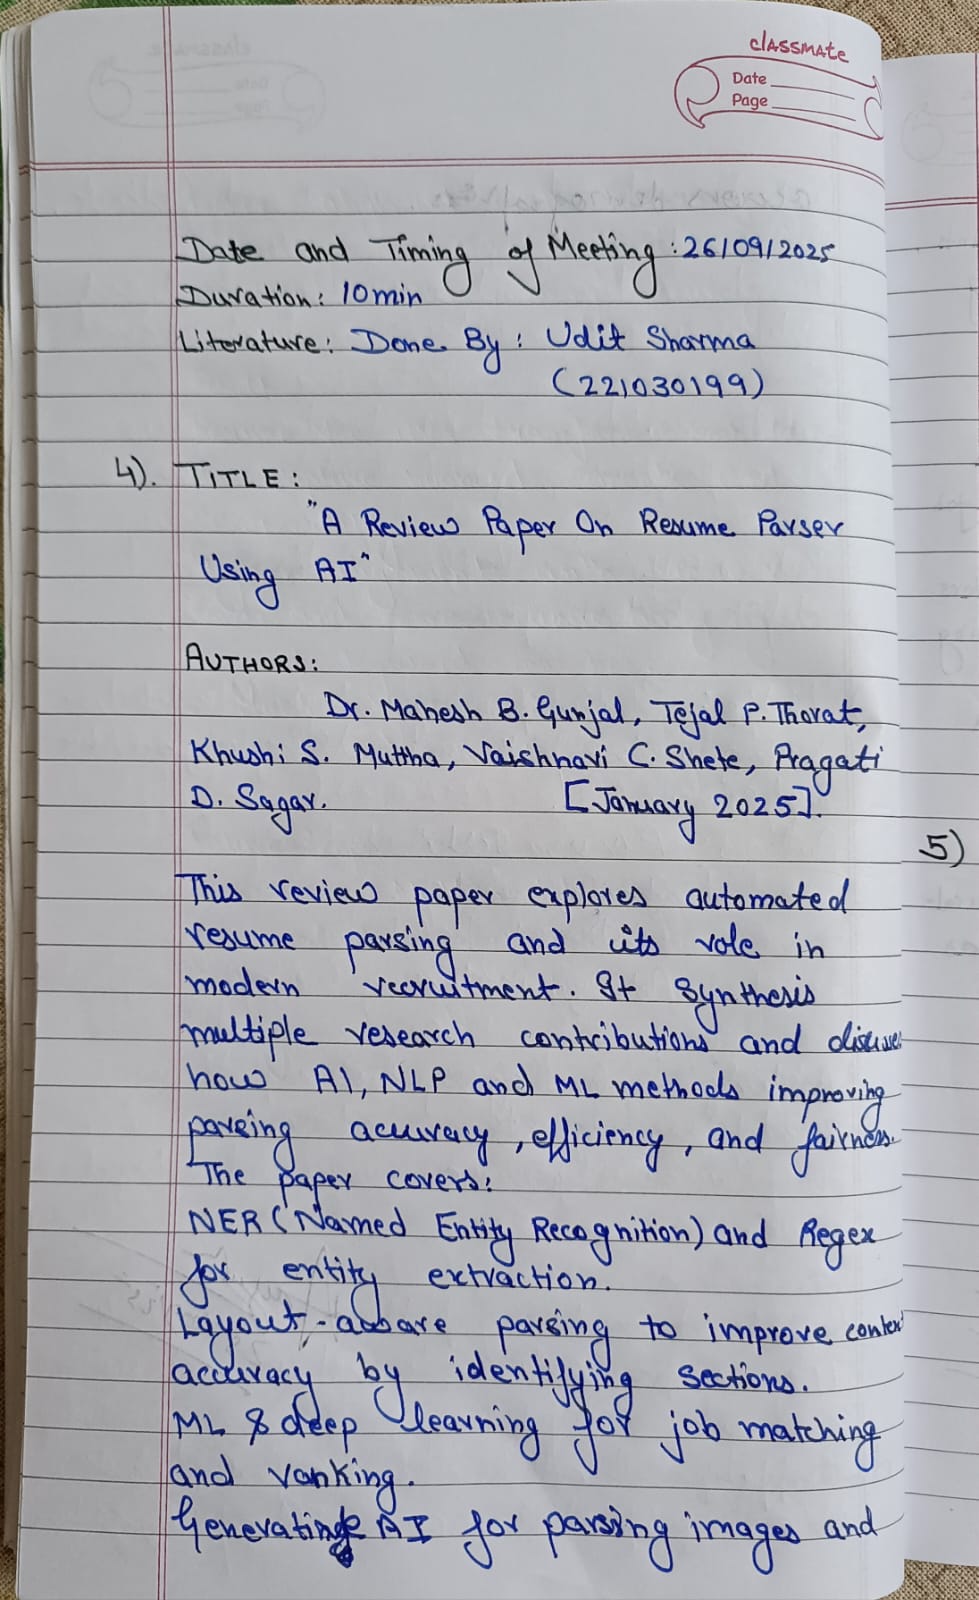 classmate
Date
Page
Date and Timing of Meeting: 26/09/2025
Duration: 10min
Literature: Done By: Udit Sharma
(221030199)
4). TITLE:
"A Review Paper On Resume Parser
Using AI"
AUTHORS:
Dr. Mahesh B. Gunjal, Tejal P. Thorat,
Khushi S. Muttha, Vaishnavi C. Shete, Pragati
D. Sagar. [January 2025].
5)
This review paper explores automated
resume parsing and its role in
modern recruitment. It Synthesis
multiple research contributions and
how AI, NLP and ML methods improving
parsing accuracy, efficiency, and fairness.
The paper covers:
NER (Named Entity Recognition) and Regex
for entity extraction.
Layout-aware parsing to improve
accuracy by identifying sections.
ML & deep learning for job matching
and ranking.
AI for parsing images and